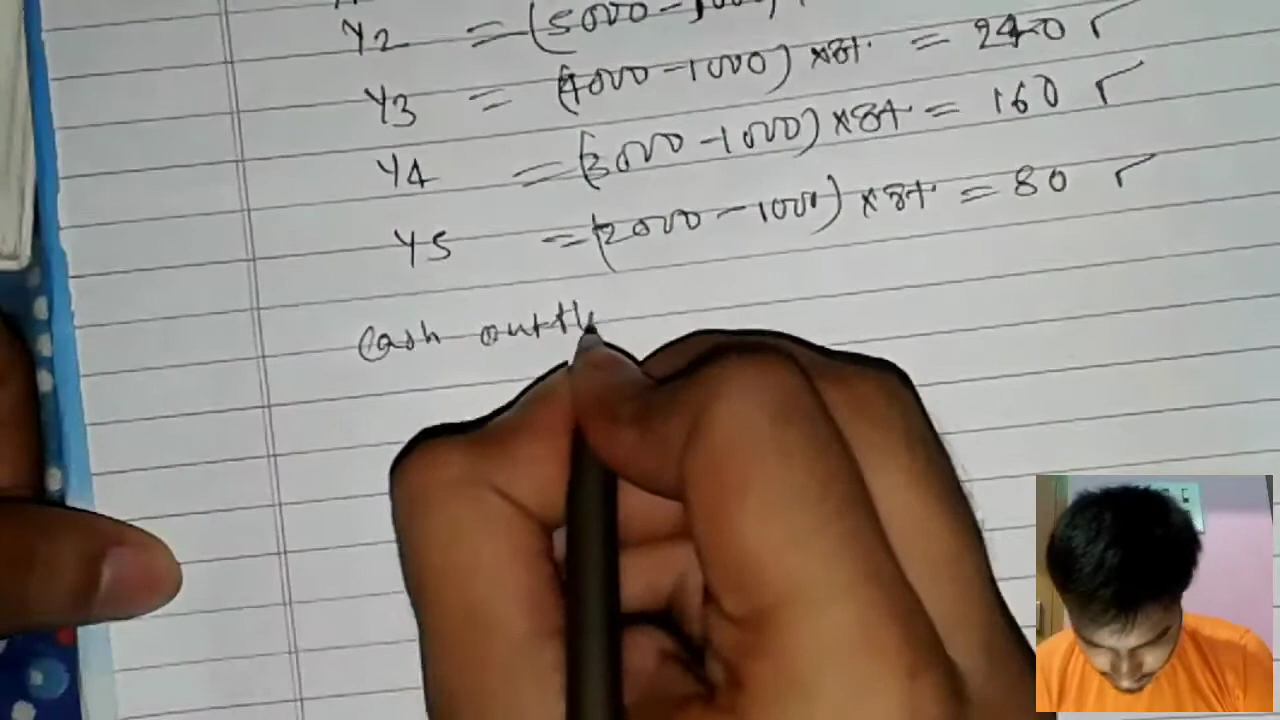 Y2 = (5000-1000)
Y3 = (4000-1000) ×8%. = 240
Y4 = (3000-1000) ×8%. = 160
Y5 = (2000-1000) ×8%. = 80
Cash outfl